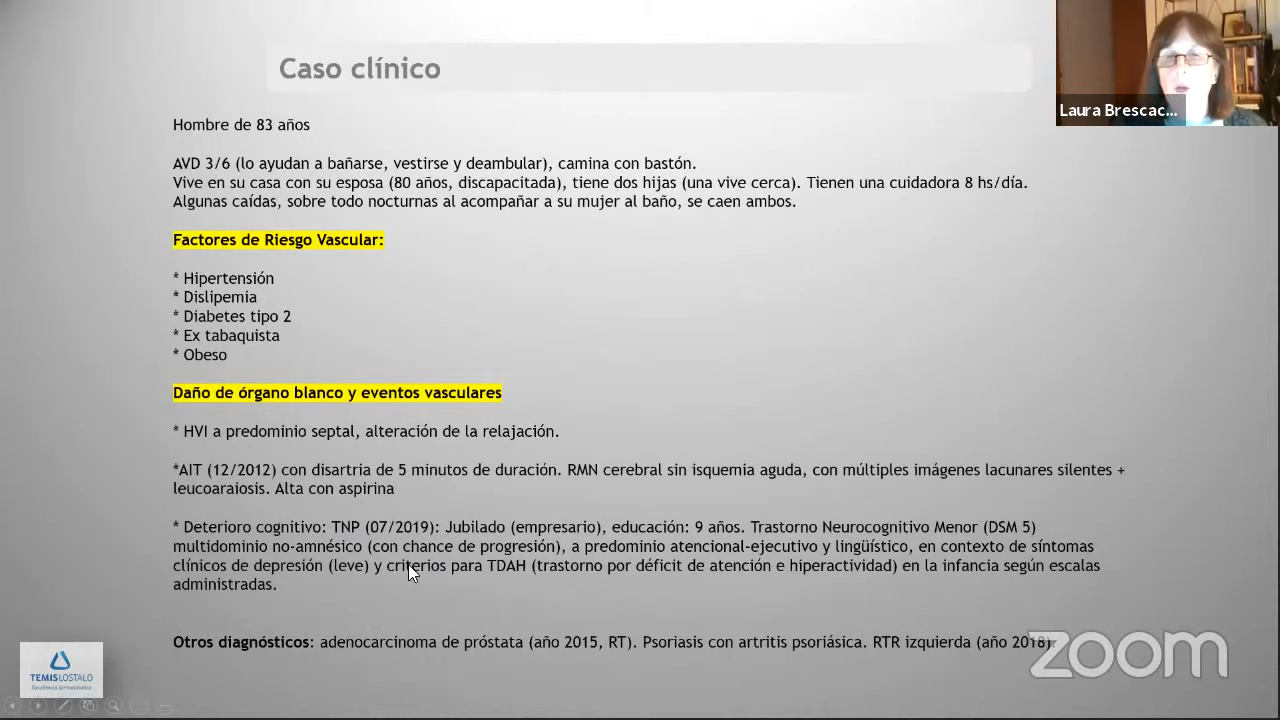 Caso clínico
Laura Brescac...
Hombre de 83 años
AVD 3/6 (lo ayudan a bañarse, vestirse y deambular), camina con bastón.
Vive en su casa con su esposa (80 años, discapacitada), tiene dos hijas (una vive cerca). Tienen una cuidadora 8 hs/día.
Algunas caídas, sobre todo nocturnas al acompañar a su mujer al baño, se caen ambos.
Factores de Riesgo Vascular:
* Hipertensión
* Dislipemia
* Diabetes tipo 2
* Ex tabaquista
* Obeso
Daño de órgano blanco y eventos vasculares
* HVI a predominio septal, alteración de la relajación.
*AIT (12/2012) con disartria de 5 minutos de duración. RMN cerebral sin isquemia aguda, con múltiples imágenes lacunares silentes +
leucoaraiosis. Alta con aspirina
* Deterioro cognitivo: TNP (07/2019): Jubilado (empresario), educación: 9 años. Trastorno Neurocognitivo Menor (DSM 5)
multidominio no-amnésico (con chance de progresión), a predominio atencional-ejecutivo y lingüístico, en contexto de síntomas
clínicos de depresión (leve) y criterios para TDAH (trastorno por déficit de atención e hiperactividad) en la infancia según escalas
administradas.
Otros diagnósticos: adenocarcinoma de próstata (año 2015, RT). Psoriasis con artritis psoriásica. RTR izquierda (año 2018).
zoom
TEMIS LOSTALO
Excelencia farmacéutica